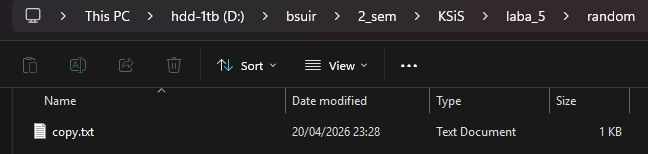 This PC > hdd-1tb (D:) > bsuir > 2_sem > KSiS > laba_5 > random
Sort View ...
Name Date modified Type Size
copy.txt 20/04/2026 23:28 Text Document 1 KB